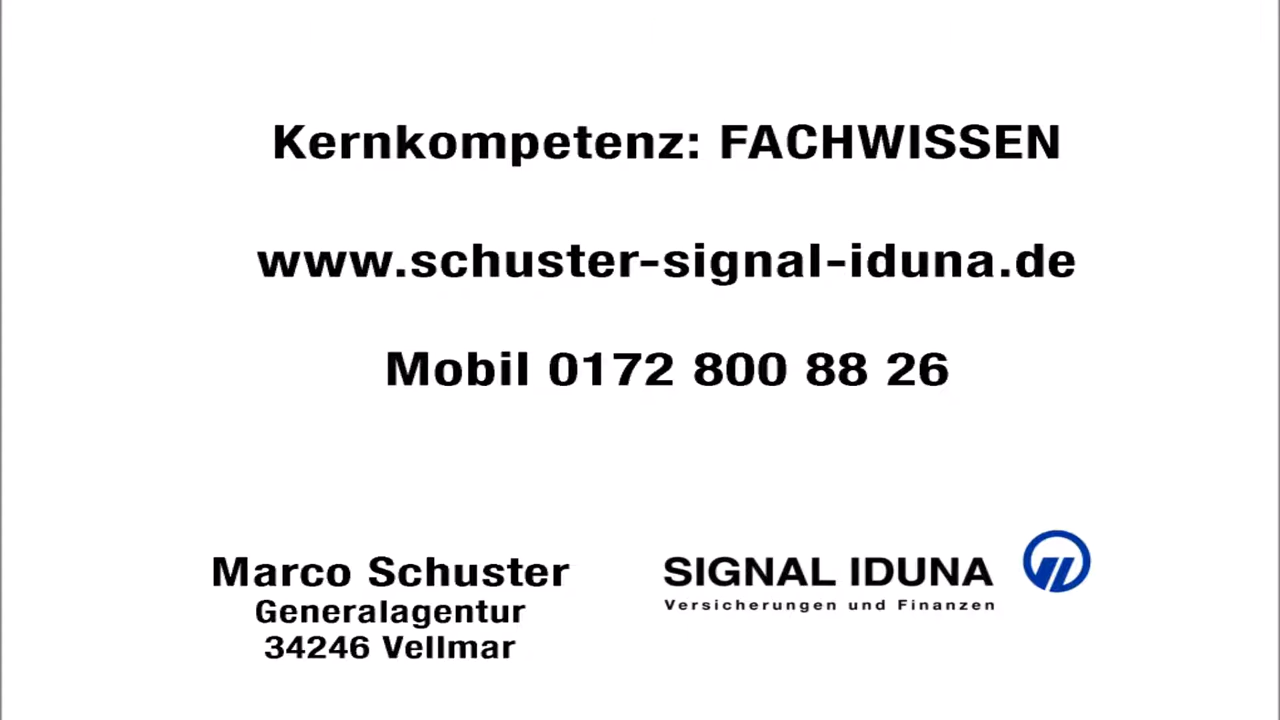 Kernkompetenz: FACHWISSEN
www.schuster-signal-iduna.de
Mobil 0172 800 88 26
Marco Schuster
Generalagentur
34246 Vellmar
SIGNAL IDUNA
Versicherungen und Finanzen